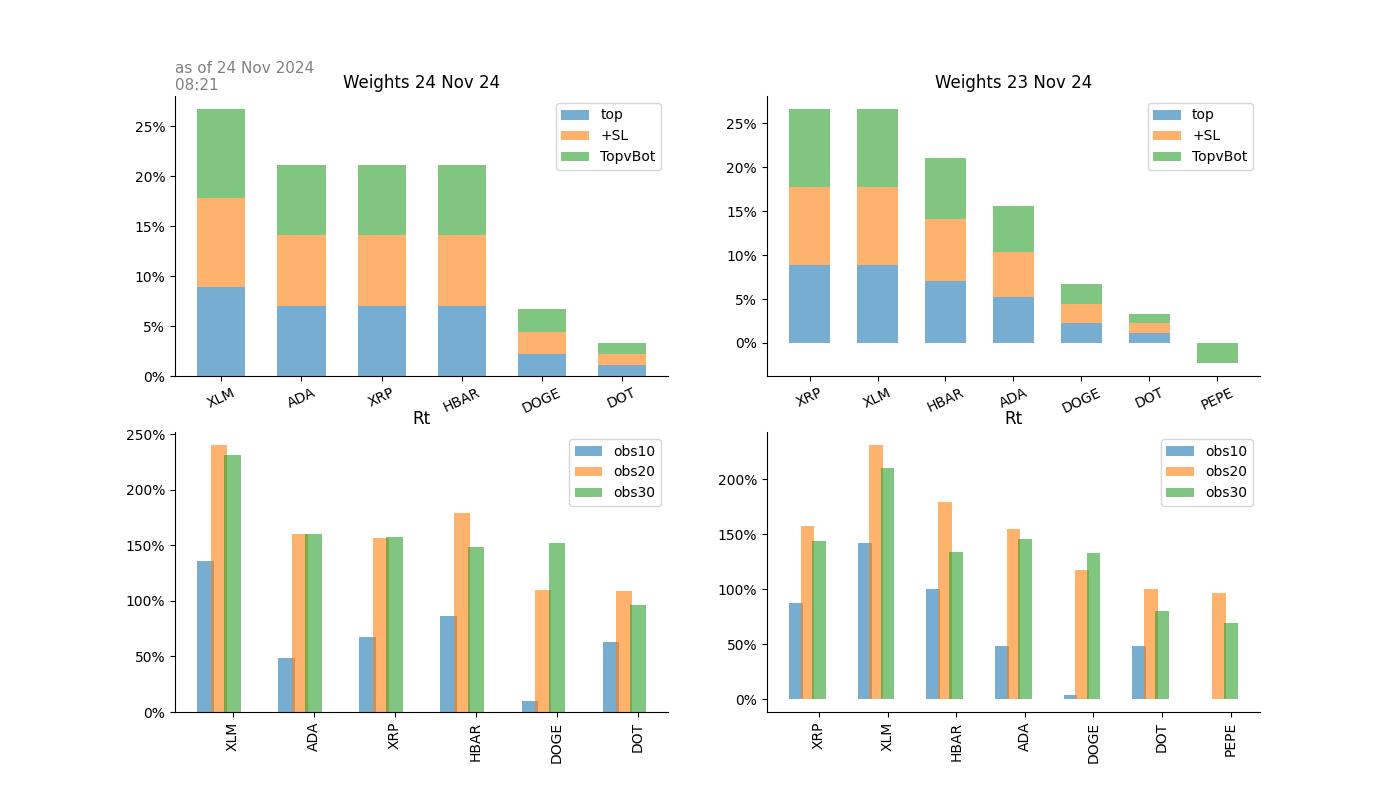 as of 24 Nov 2024
08:21
Weights 24 Nov 24
25%
20%
15%
10%
5%
0%
top
+SL
TopvBot
XLM
ADA
XRP
HBAR
DOGE
DOT
Weights 23 Nov 24
25%
20%
15%
10%
5%
0%
top
+SL
TopvBot
XRP
XLM
HBAR
ADA
DOGE
DOT
PEPE
Rt
250%
200%
150%
100%
50%
0%
obs10
obs20
obs30
XLM
ADA
XRP
HBAR
DOGE
DOT
Rt
200%
150%
100%
50%
0%
obs10
obs20
obs30
XRP
XLM
HBAR
ADA
DOGE
DOT
PEPE